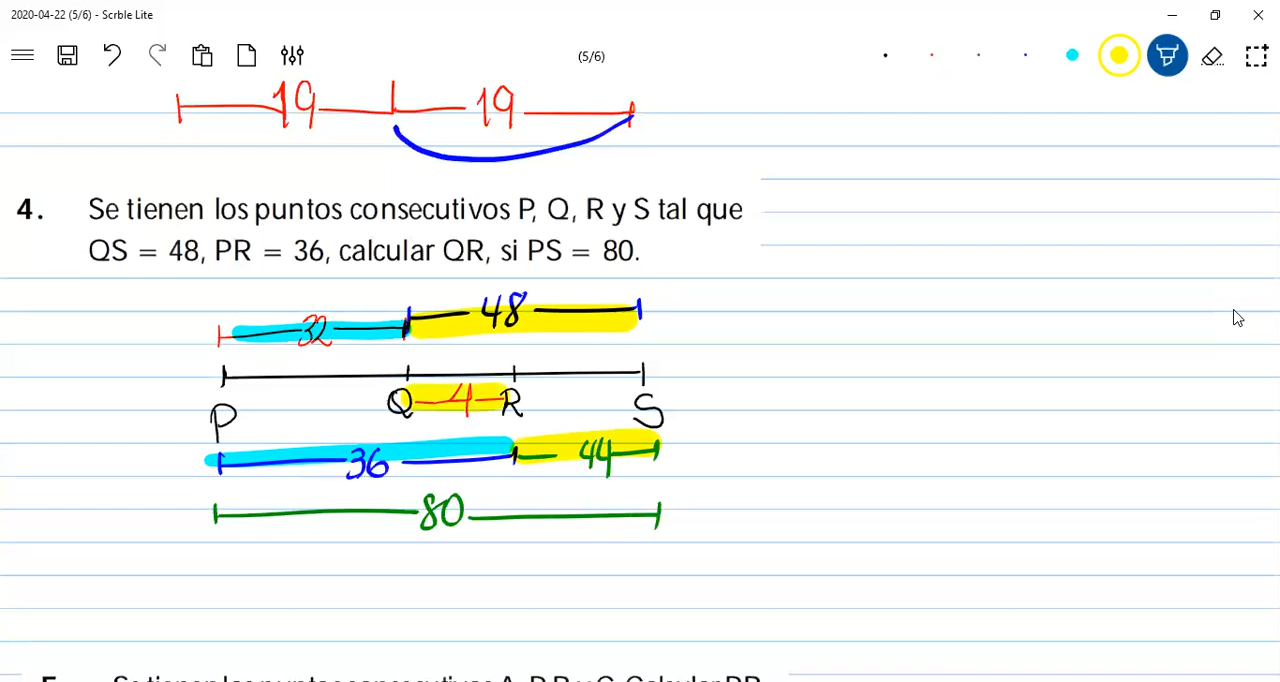 2020-04-22 (5/6) - Scrble Lite
(5/6)
19 19
4. Se tienen los puntos consecutivos P, Q, R y S tal que
QS = 48, PR = 36, calcular QR, si PS = 80.
32 48
P Q 4 R S
36 44
80